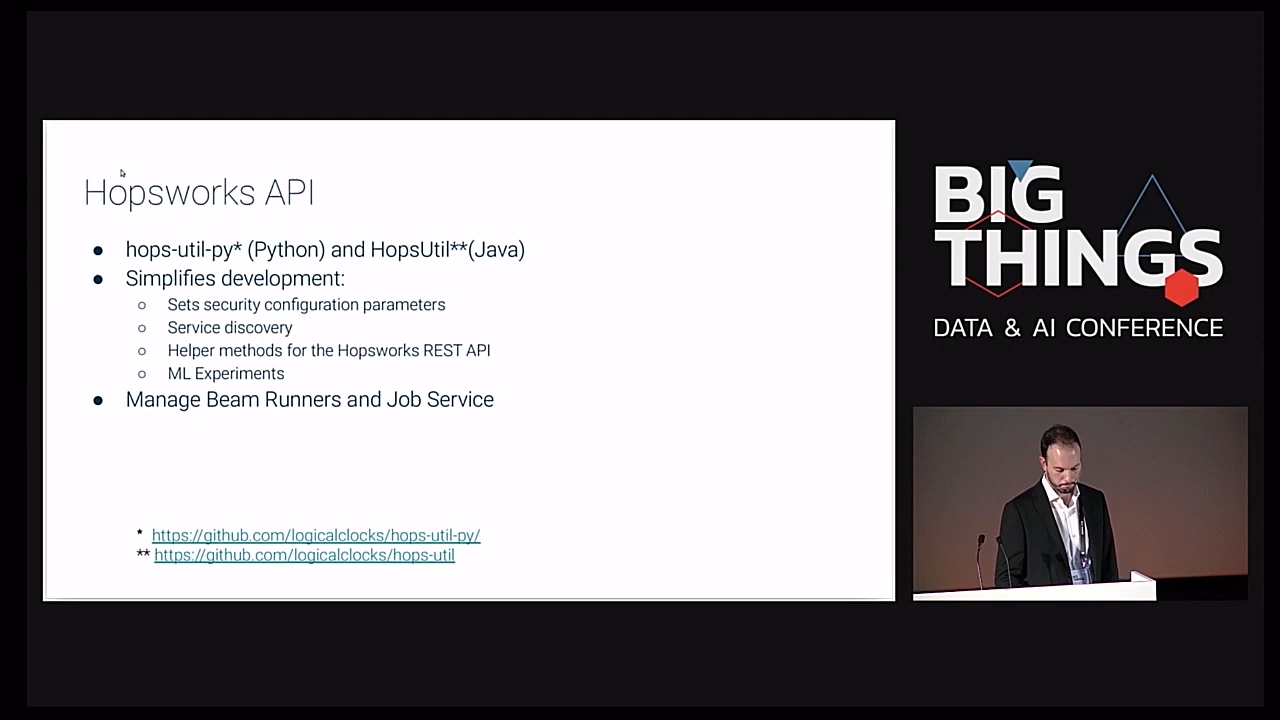 Hopsworks API
● hops-util-py* (Python) and HopsUtil**(Java)
● Simplifies development:
○ Sets security configuration parameters
○ Service discovery
○ Helper methods for the Hopsworks REST API
○ ML Experiments
● Manage Beam Runners and Job Service
* https://github.com/logicalclocks/hops-util-py/
** https://github.com/logicalclocks/hops-util
BIG
THINGS
DATA & AI CONFERENCE